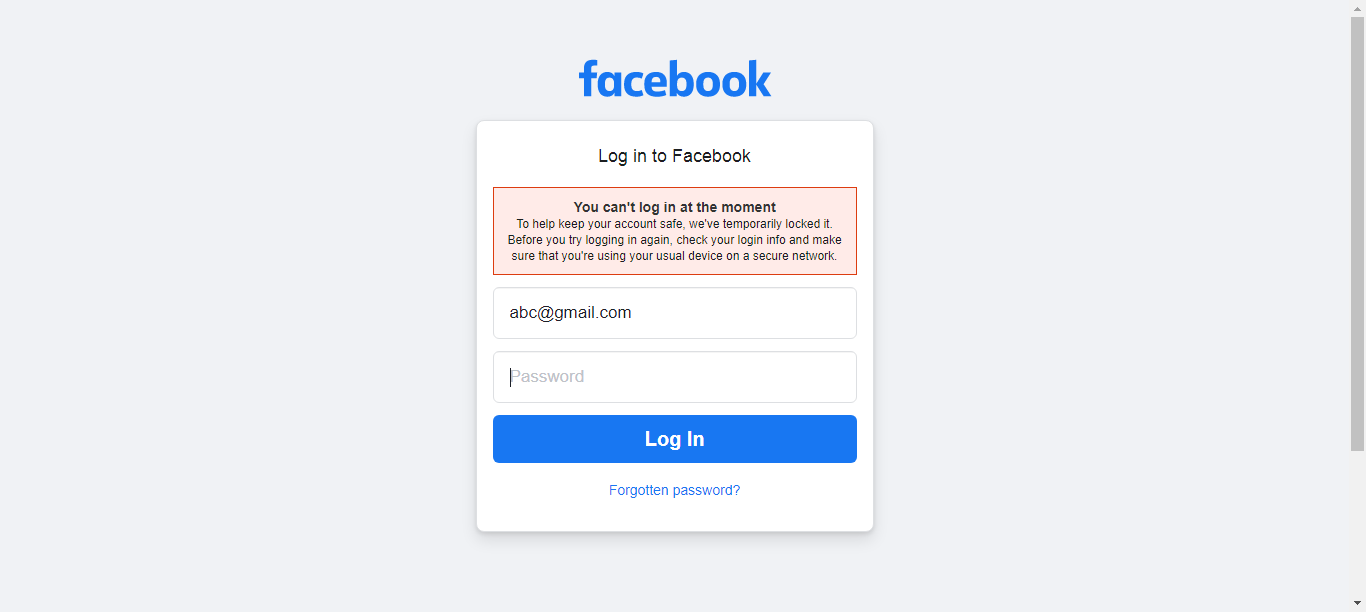 facebook
Log in to Facebook
You can't log in at the moment
To help keep your account safe, we've temporarily locked it.
Before you try logging in again, check your login info and make
sure that you're using your usual device on a secure network.
abc@gmail.com
Password
Log In
Forgotten password?